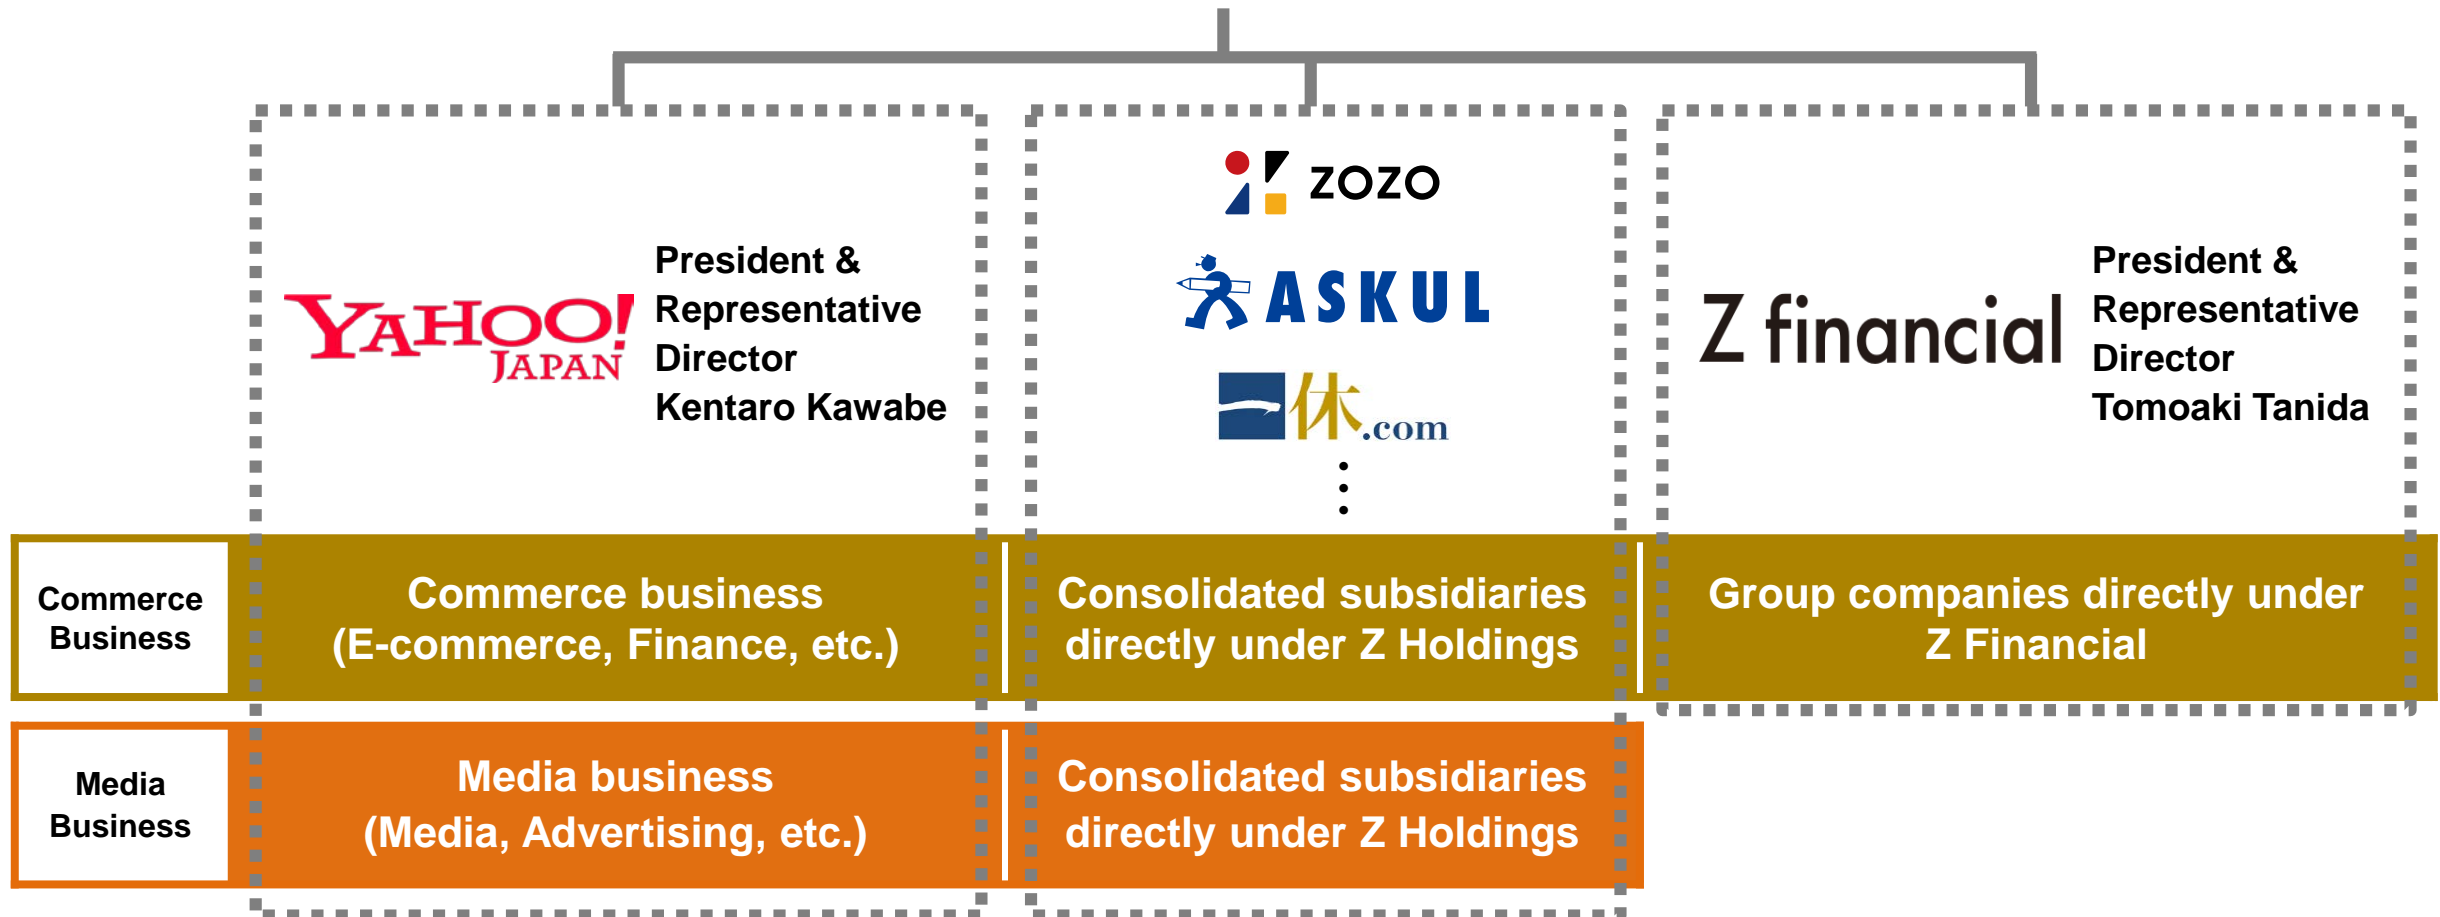 YAHOO!
JAPAN
President &
Representative
Director
Kentaro Kawabe
ZOZO
ASKUL
一休.com
Z financial
President &
Representative
Director
Tomoaki Tanida
Commerce
Business
Commerce business
(E-commerce, Finance, etc.)
Consolidated subsidiaries
directly under Z Holdings
Group companies directly under
Z Financial
Media
Business
Media business
(Media, Advertising, etc.)
Consolidated subsidiaries
directly under Z Holdings